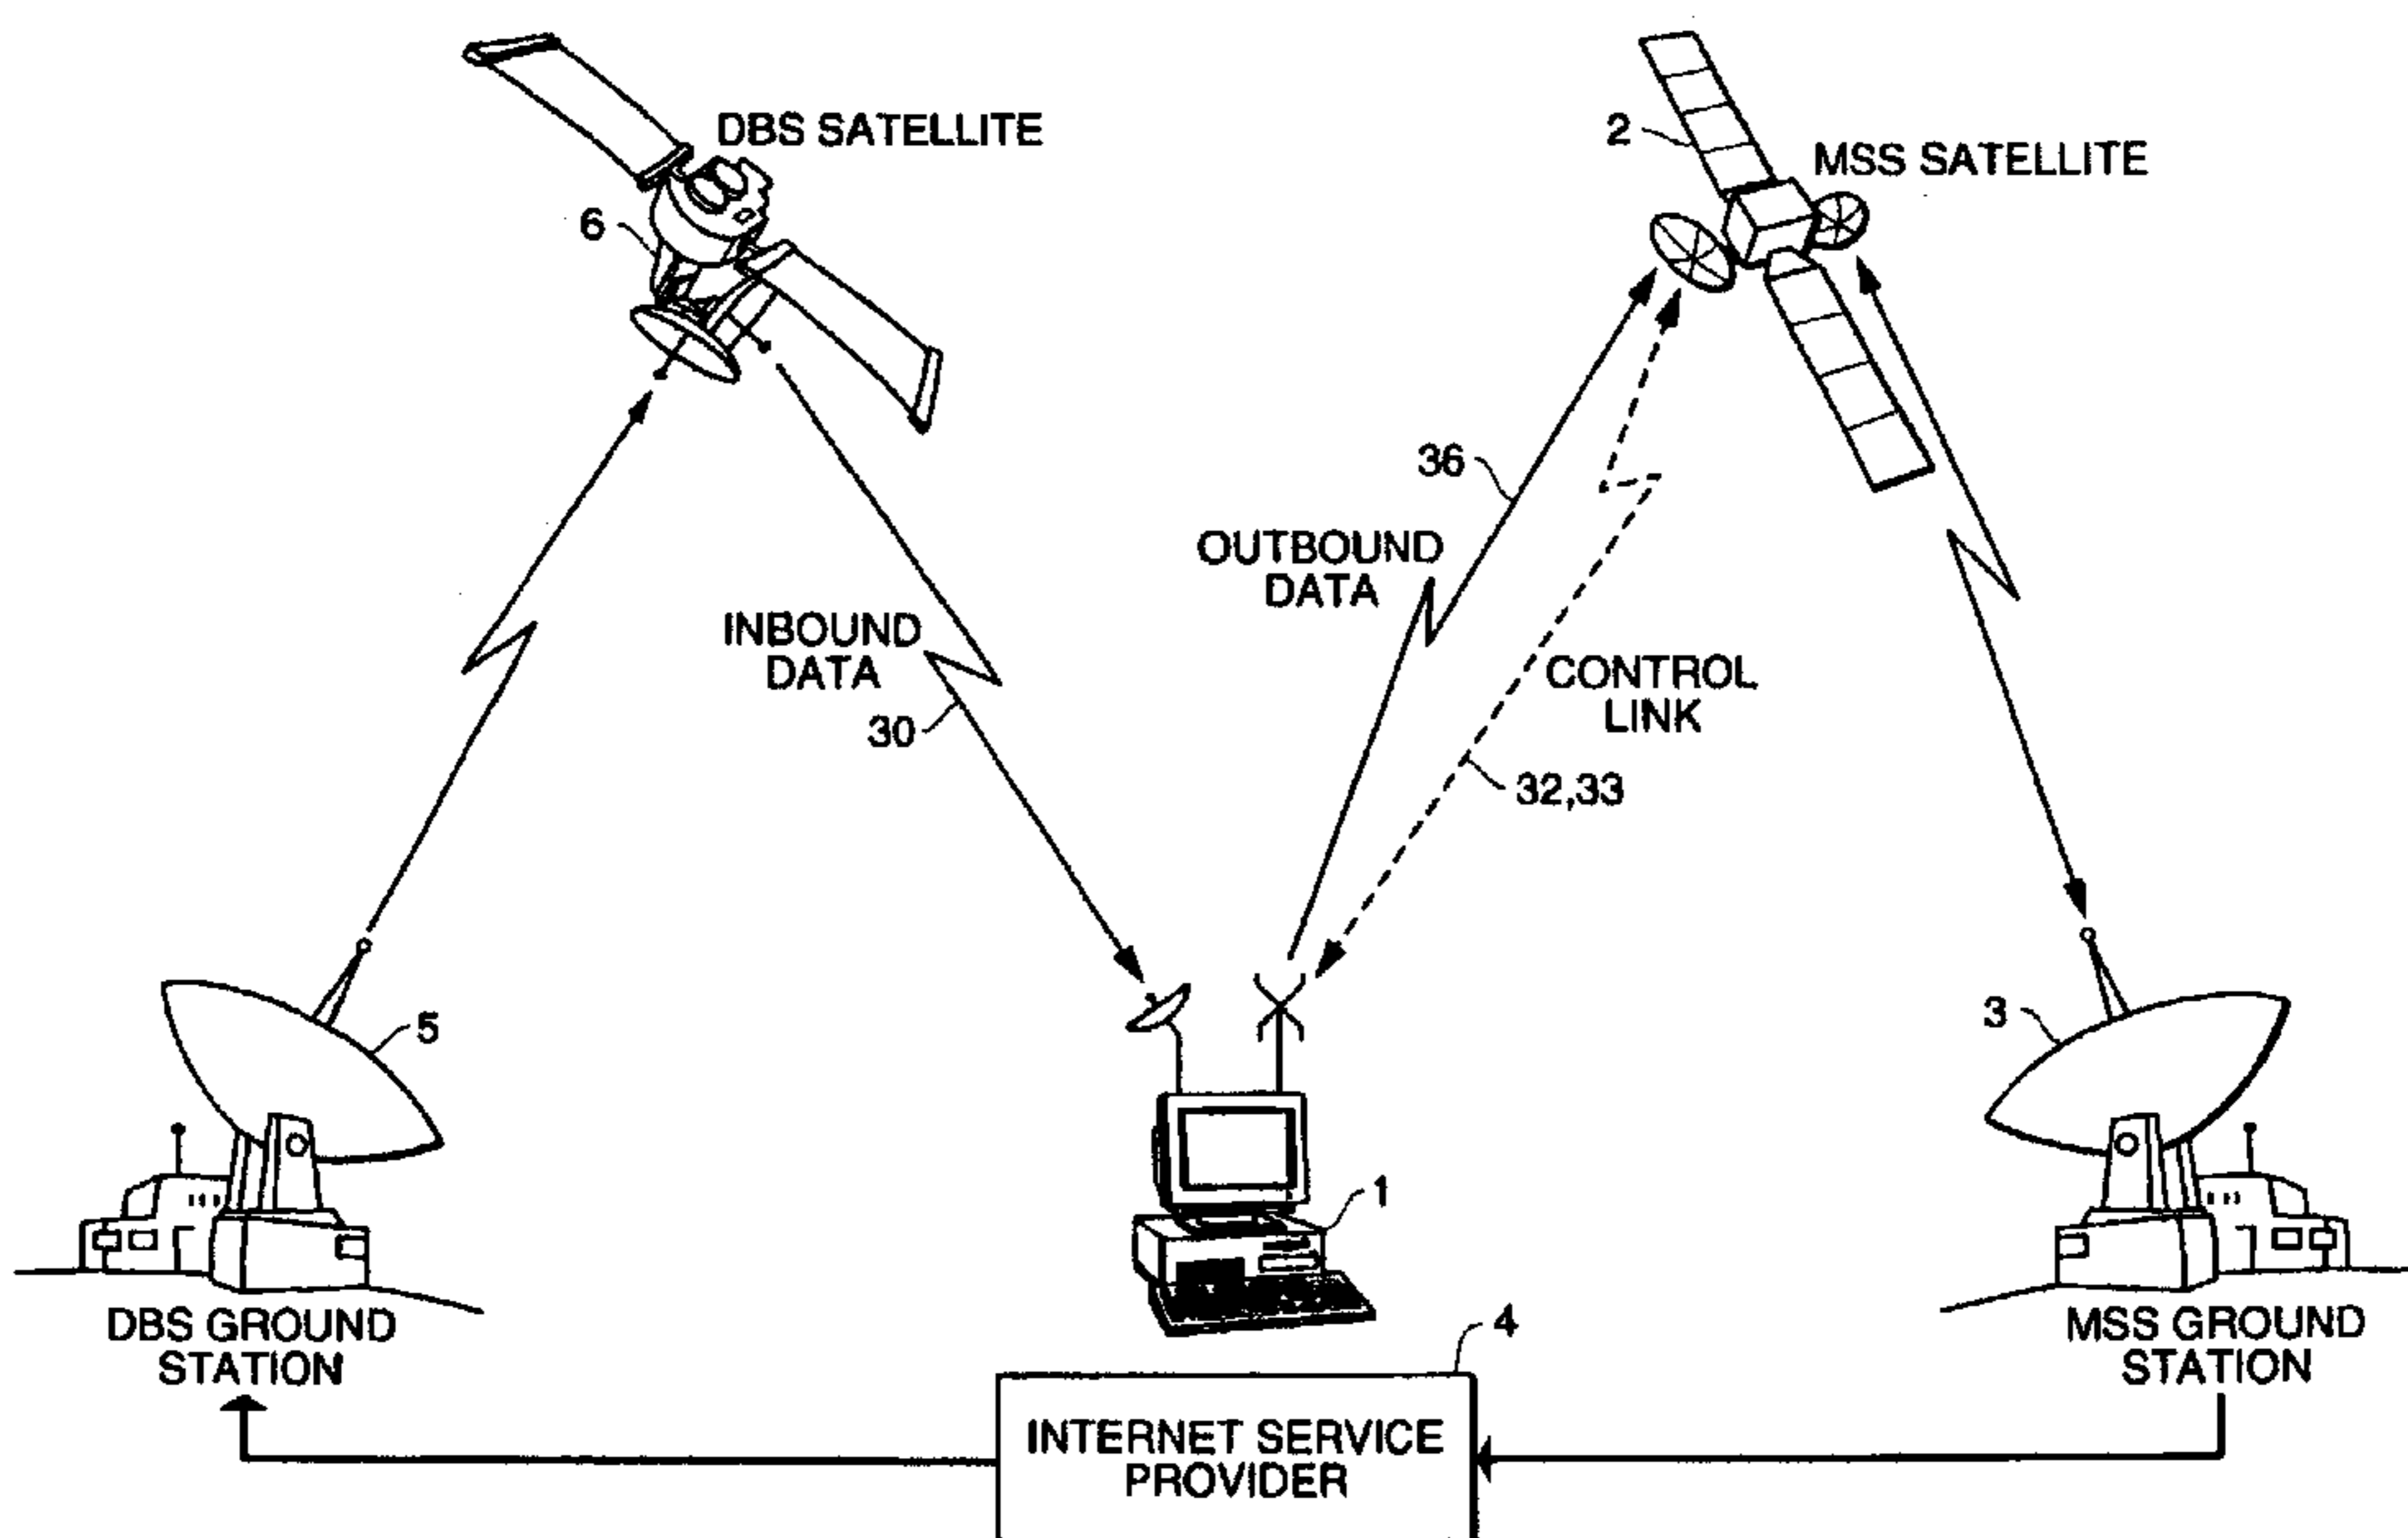 DBS SATELLITE
6
2
MSS SATELLITE
36
OUTBOUND
DATA
INBOUND
DATA
30
CONTROL
LINK
32,33
5
3
1
DBS GROUND
STATION
4
MSS GROUND
STATION
INTERNET SERVICE
PROVIDER